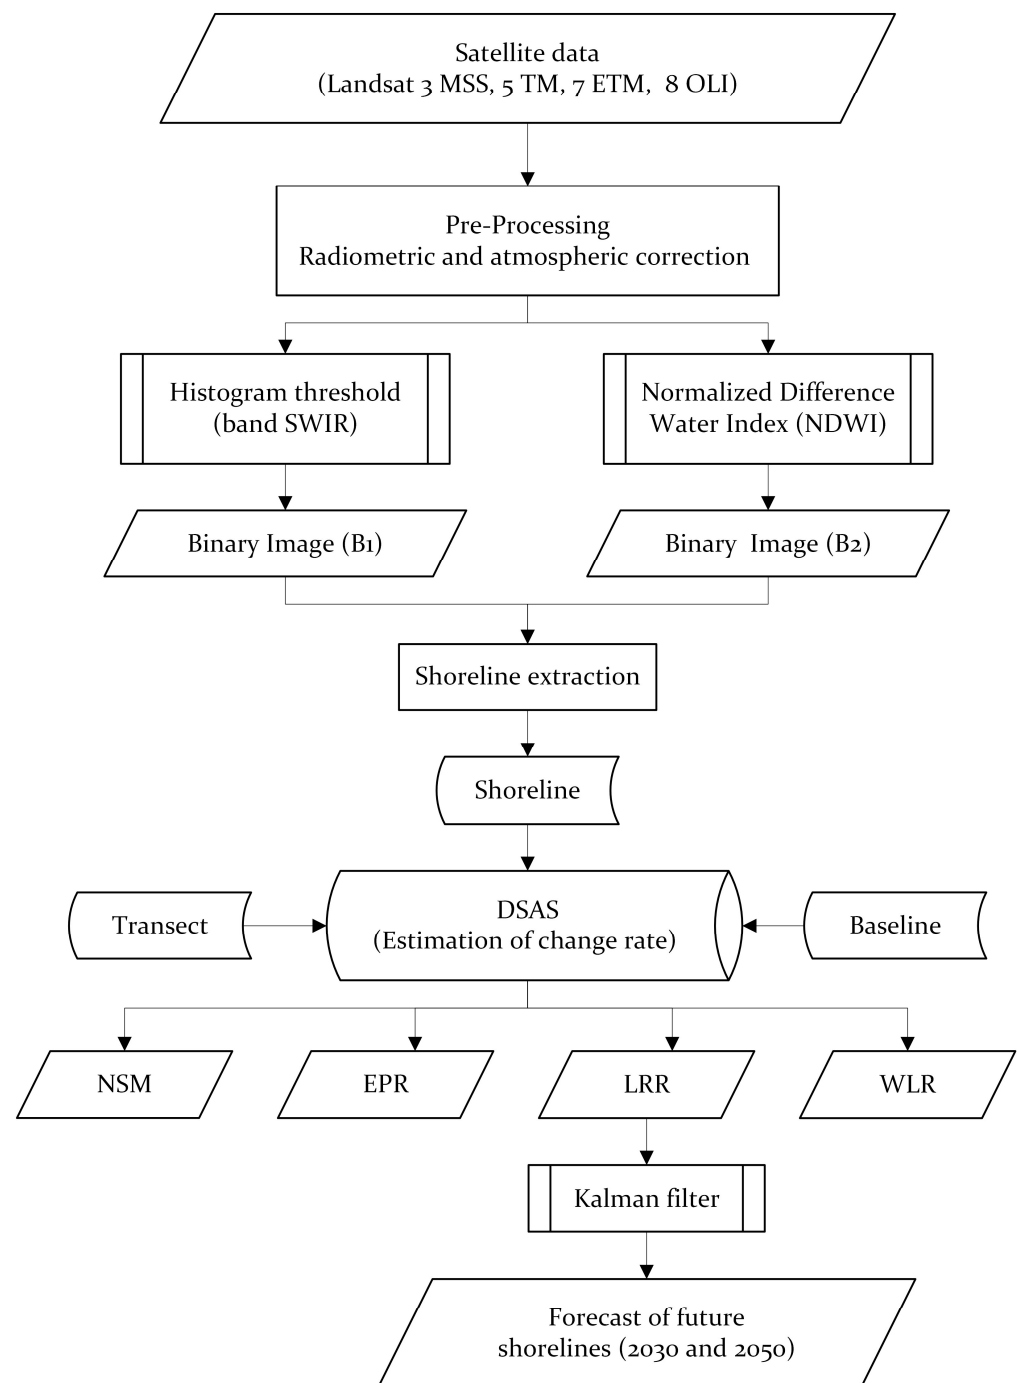 Satellite data
(Landsat 3 MSS, 5 TM, 7 ETM, 8 OLI)
Pre-Processing
Radiometric and atmospheric correction
Histogram threshold
(band SWIR)
Normalized Difference
Water Index (NDWI)
Binary Image (B1)
Binary Image (B2)
Shoreline extraction
Shoreline
Transect
DSAS
(Estimation of change rate)
Baseline
NSM
EPR
LRR
WLR
Kalman filter
Forecast of future
shorelines (2030 and 2050)